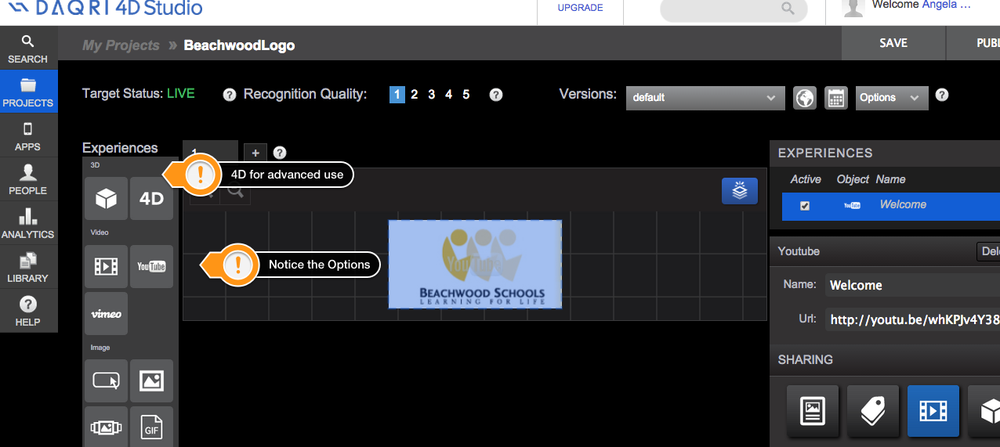 DAQRI 4D Studio
UPGRADE
Welcome Angela ...
SEARCH
PROJECTS
APPS
PEOPLE
ANALYTICS
LIBRARY
HELP
My Projects » BeachwoodLogo
SAVE
Target Status: LIVE
? Recognition Quality: 1 2 3 4 5 ?
Versions: default
Options ?
Experiences
1 + ?
3D
4D for advanced use
4D
Video
YouTube
Notice the Options
vimeo
Image
GIF
YouTube
BEACHWOOD SCHOOLS
LEARNING FOR LIFE
EXPERIENCES
Active Object Name
YouTube Welcome
Youtube
Name: Welcome
Url: http://youtu.be/whKPJv4Y38
SHARING